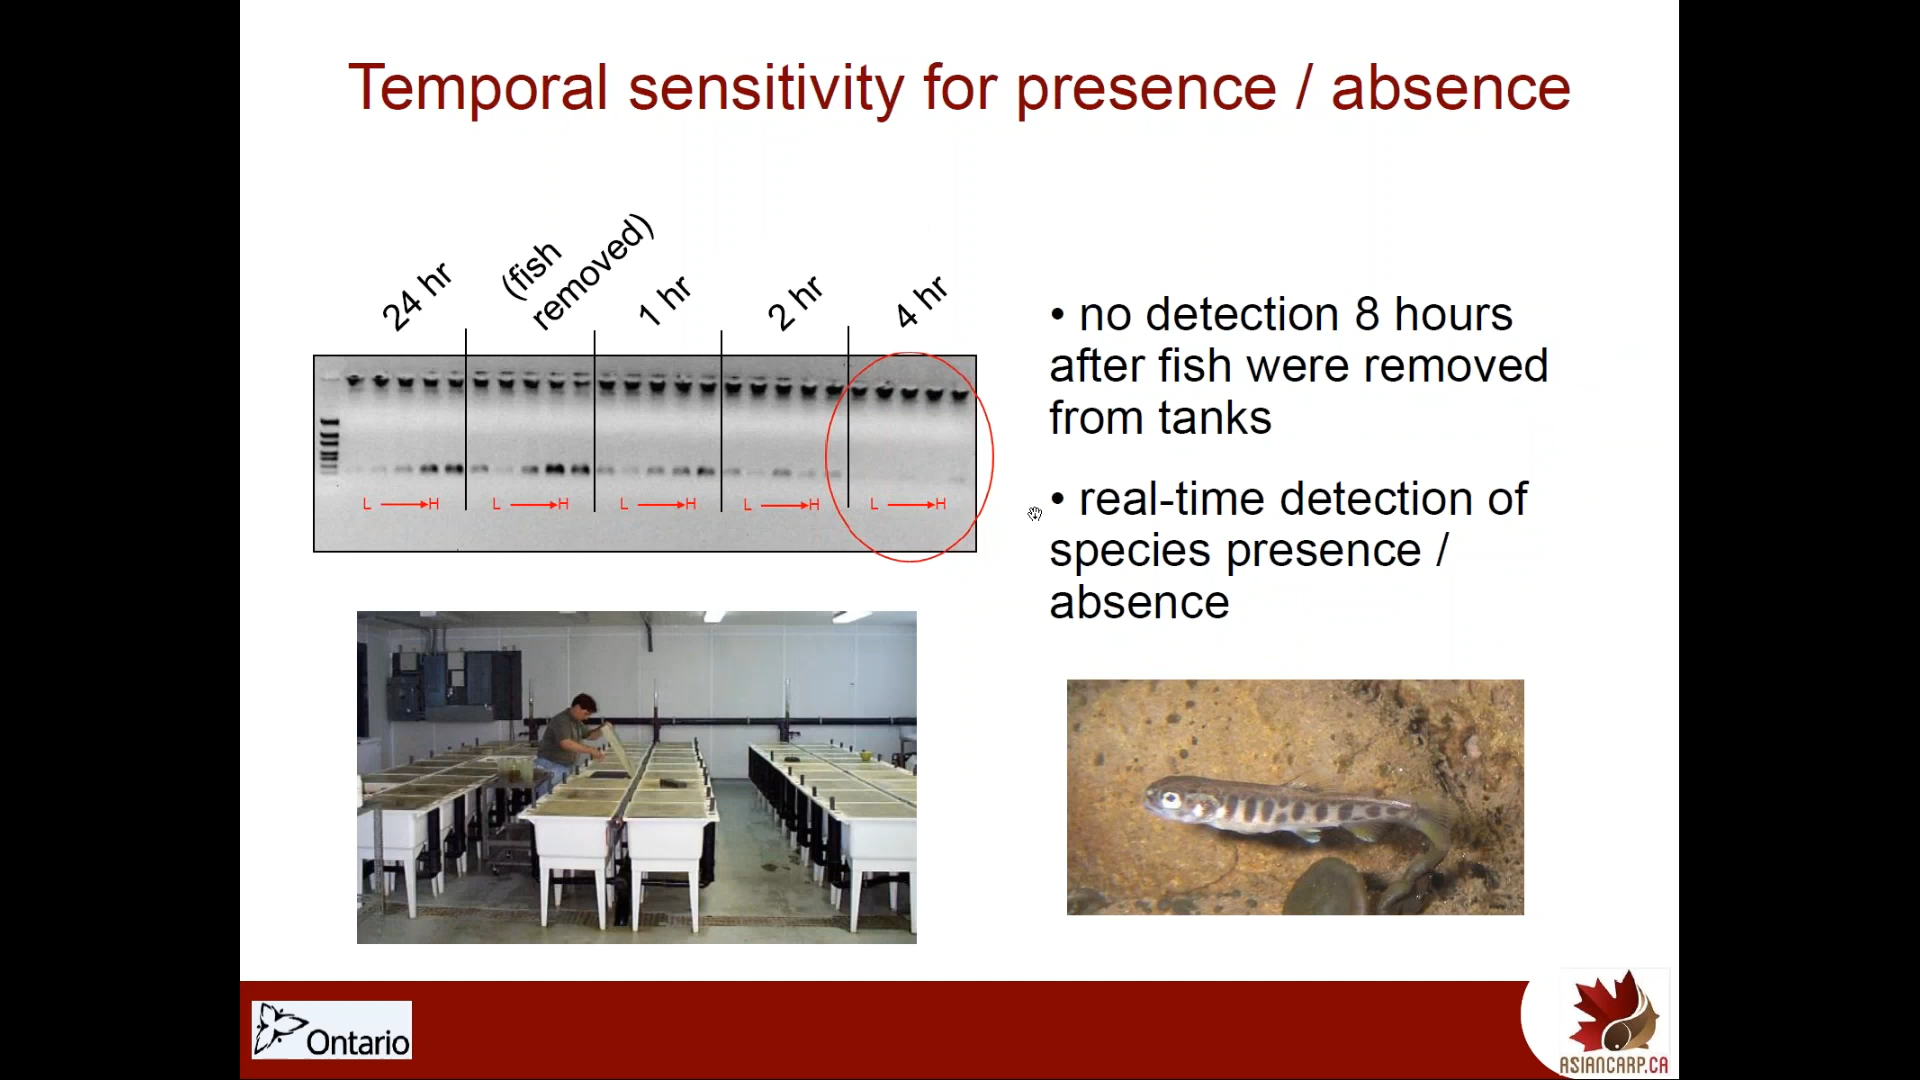 Temporal sensitivity for presence / absence
24 hr
(fish
removed)
1 hr
2 hr
4 hr
L H
L H
L H
L H
L H
• no detection 8 hours
after fish were removed
from tanks
• real-time detection of
species presence /
absence
Ontario
ASIANCARP.CA